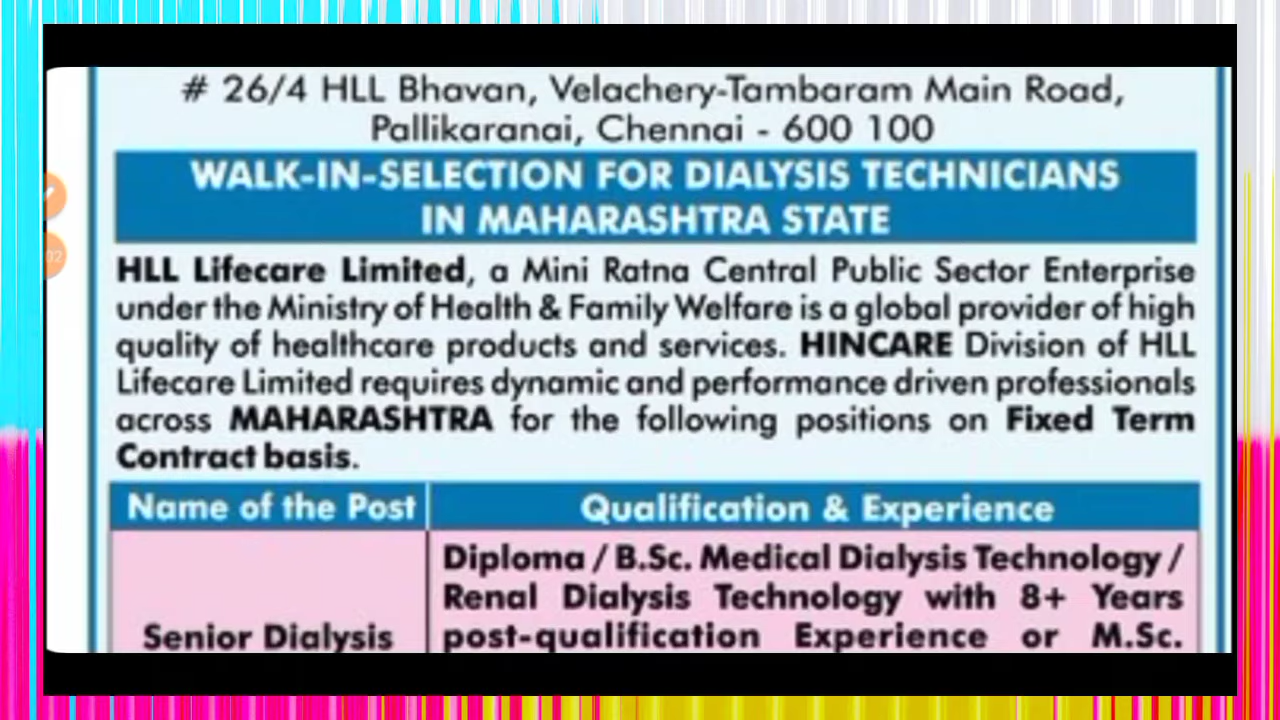 # 26/4 HLL Bhavan, Velachery-Tambaram Main Road,
Pallikaranai, Chennai - 600 100
WALK-IN-SELECTION FOR DIALYSIS TECHNICIANS
IN MAHARASHTRA STATE
HLL Lifecare Limited, a Mini Ratna Central Public Sector Enterprise
under the Ministry of Health & Family Welfare is a global provider of high
quality of healthcare products and services. HINCARE Division of HLL
Lifecare Limited requires dynamic and performance driven professionals
across MAHARASHTRA for the following positions on Fixed Term
Contract basis.
Name of the Post
Qualification & Experience
Senior Dialysis
Diploma / B.Sc. Medical Dialysis Technology /
Renal Dialysis Technology with 8+ Years
post-qualification Experience or M.Sc.